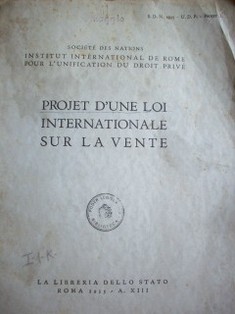 SOCIÉTÉ DES NATIONS
INSTITUT INTERNATIONAL DE ROME
POUR L'UNIFICATION DU DROIT PRIVÉ
PROJET D'UNE LOI
INTERNATIONALE
SUR LA VENTE
I-1-K-
LA LIBRERIA DELLO STATO
ROMA 1935 - A. XIII